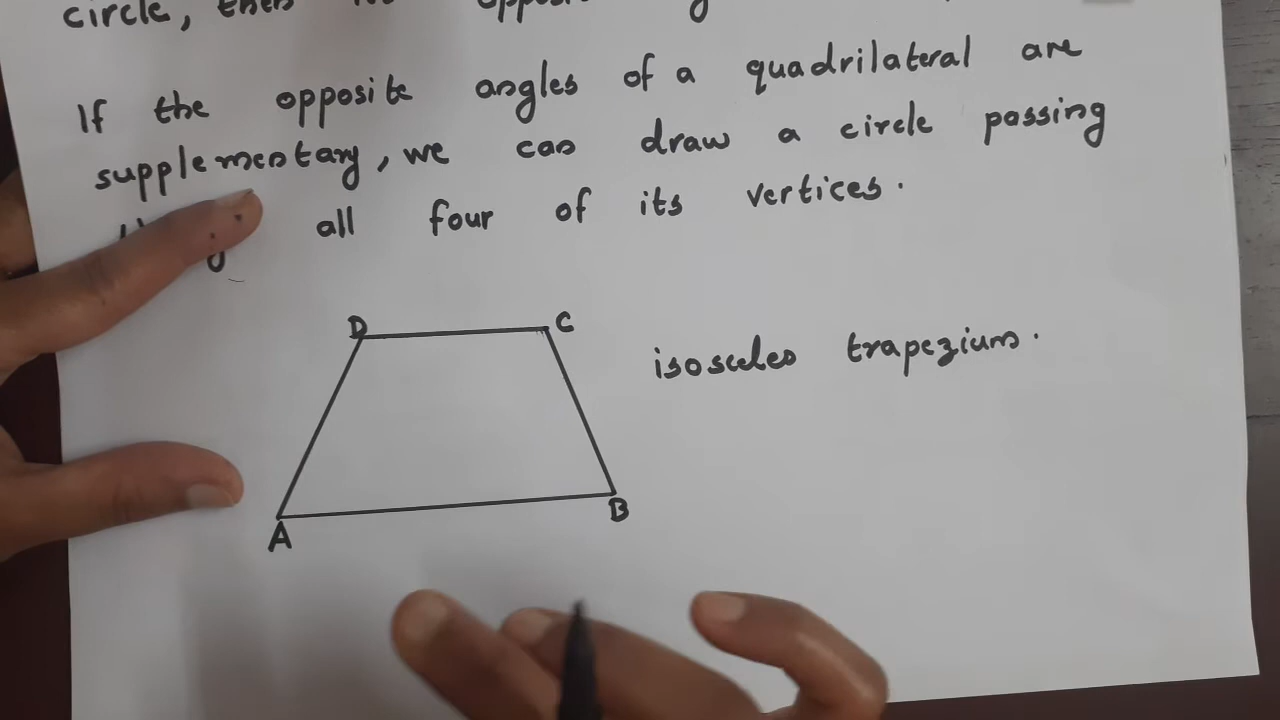 circle, then its
If the opposite angles of a quadrilateral are
supplementary, we can draw a circle passing
all four of its vertices.
D C
isosceles trapezium.
A B